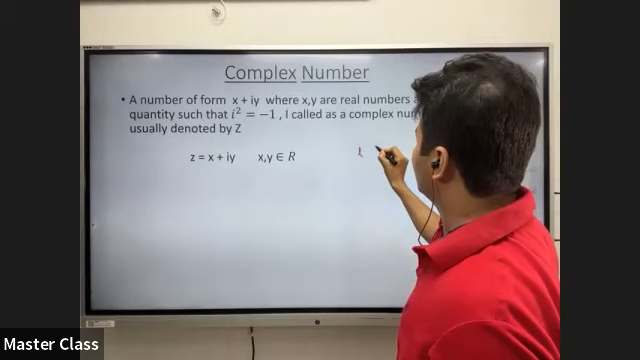 Complex Number
• A number of form x + iy where x,y are real numbers
quantity such that i² = −1 , I called as a complex
usually denoted by Z
z = x + iy x,y ∈ R
Master Class